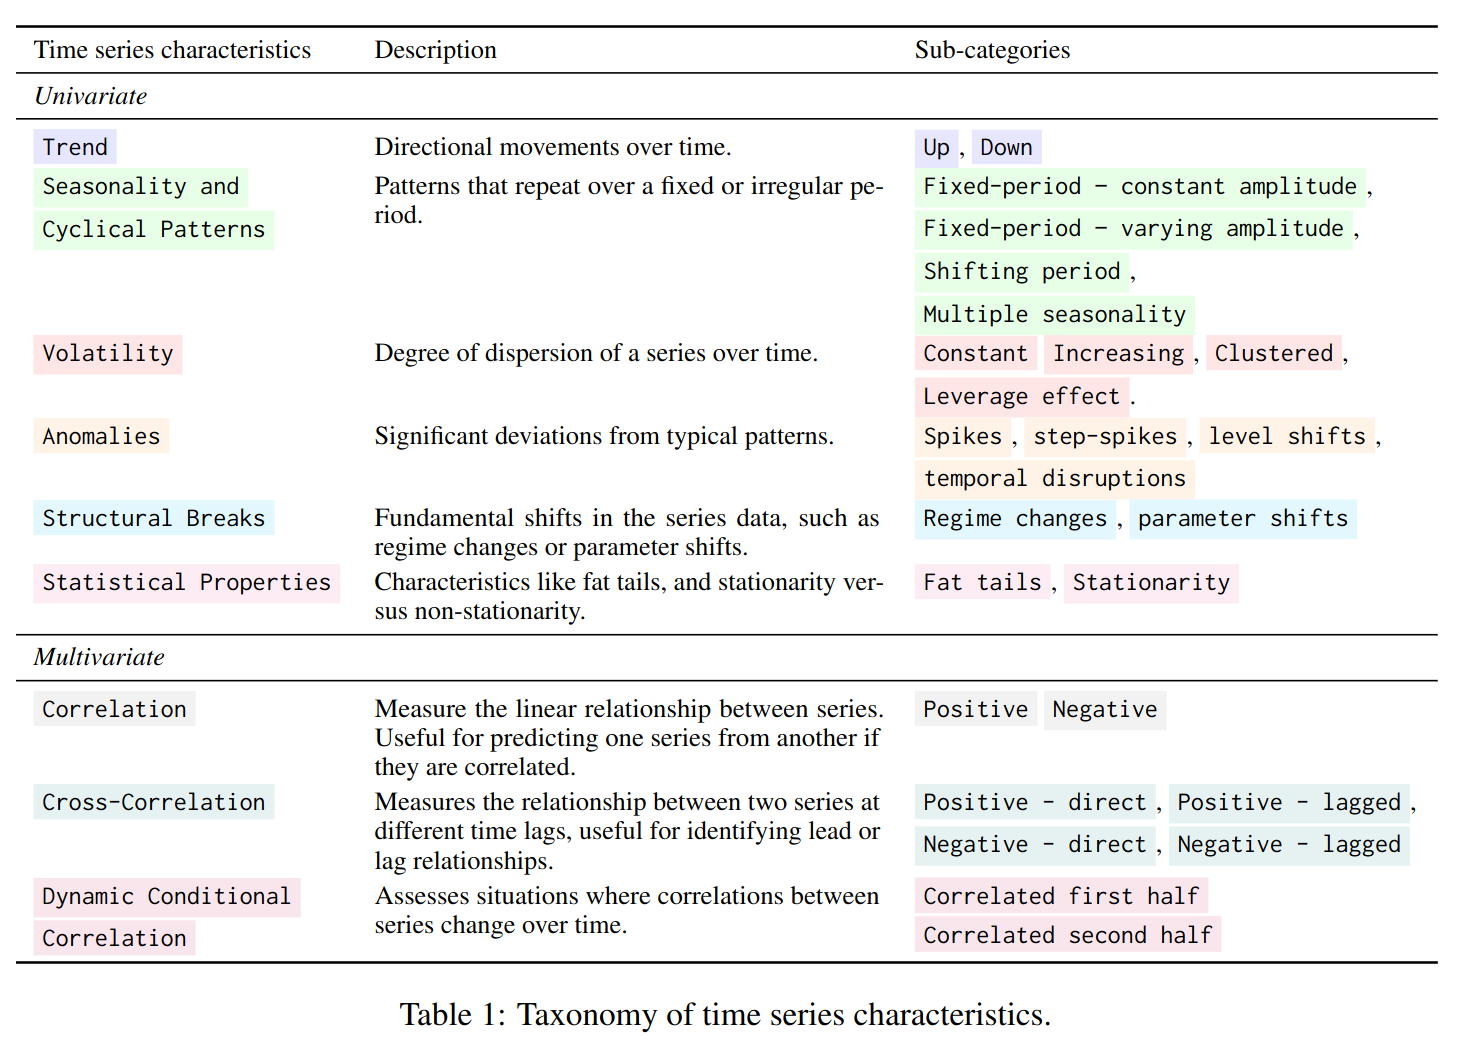 Time series characteristics Description Sub-categories
Univariate
Trend Directional movements over time. Up , Down
Seasonality and Patterns that repeat over a fixed or irregular pe- Fixed-period – constant amplitude ,
riod.
Cyclical Patterns Fixed-period – varying amplitude ,
Shifting period ,
Multiple seasonality
Volatility Degree of dispersion of a series over time. Constant Increasing , Clustered ,
Leverage effect .
Anomalies Significant deviations from typical patterns. Spikes , step-spikes , level shifts ,
temporal disruptions
Structural Breaks Fundamental shifts in the series data, such as Regime changes , parameter shifts
regime changes or parameter shifts.
Statistical Properties Characteristics like fat tails, and stationarity ver- Fat tails , Stationarity
sus non-stationarity.
Multivariate
Correlation Measure the linear relationship between series. Positive Negative
Useful for predicting one series from another if
they are correlated.
Cross-Correlation Measures the relationship between two series at Positive - direct , Positive - lagged ,
different time lags, useful for identifying lead or Negative - direct , Negative - lagged
lag relationships.
Dynamic Conditional Assesses situations where correlations between Correlated first half
series change over time.
Correlation Correlated second half
Table 1: Taxonomy of time series characteristics.